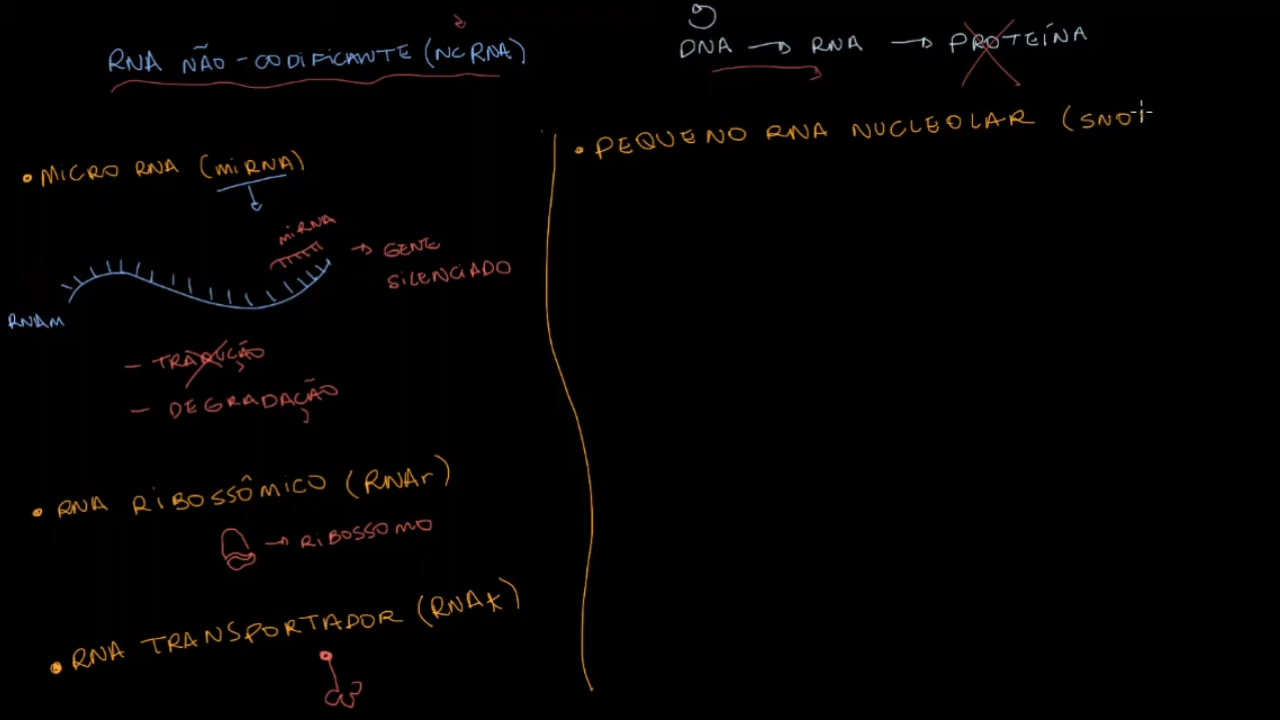 RNA NÃO-CODIFICANTE (NCRNA)
DNA → RNA → PROTEÍNA
• MICRO RNA (miRNA)
miRNA
→ GENE
SILENCIADO
RNAM
- TRADUÇÃO
- DEGRADAÇÃO
• RNA RIBOSSÔMICO (RNAr)
→ RIBOSSOMO
• RNA TRANSPORTADOR (RNAt)
• PEQUENO RNA NUCLEOLAR (SNO